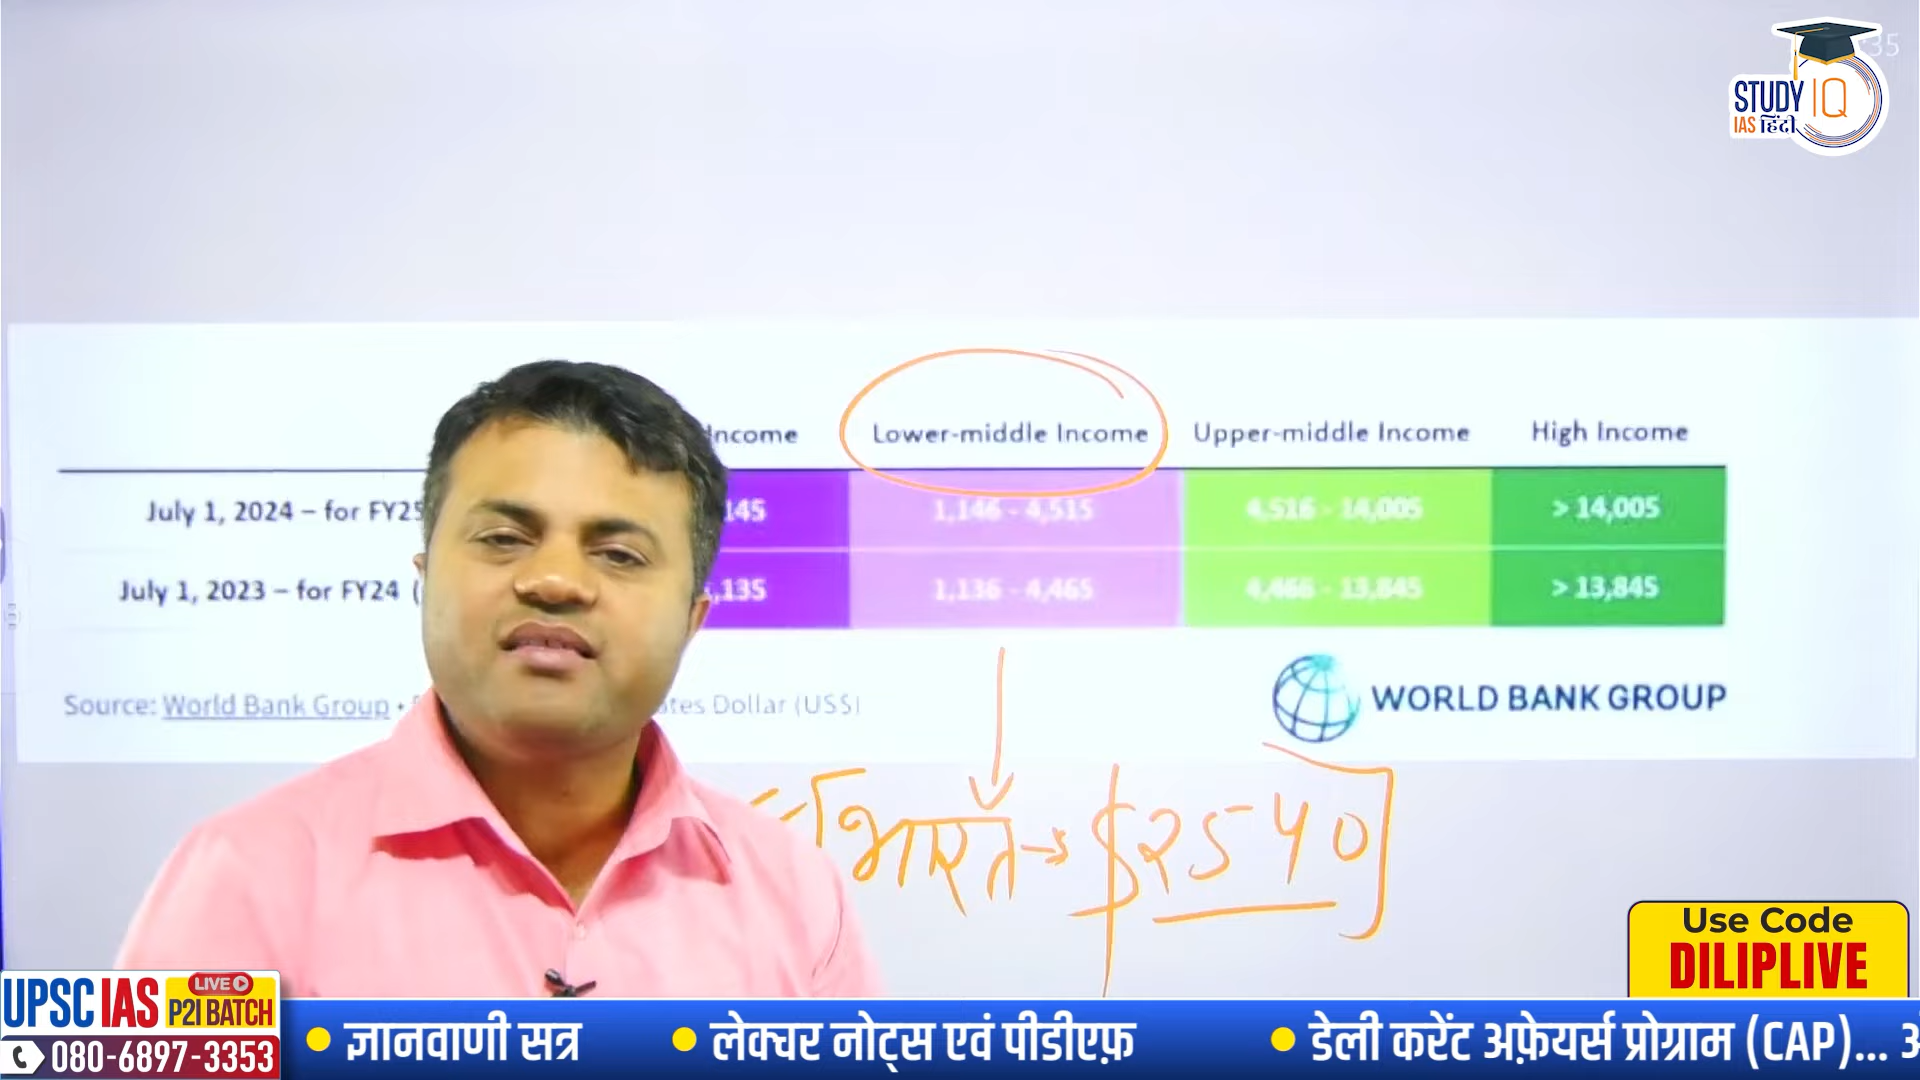 STUDY IQ
IAS हिंदी
Income Lower-middle Income Upper-middle Income High Income
July 1, 2024 – for FY25 145 1,146 - 4,515 4,516 - 14,005 > 14,005
July 1, 2023 – for FY24 ( ,135 1,136 - 4,465 4,466 - 13,845 > 13,845
Source: World Bank Group • Dollar (US$)
WORLD BANK GROUP
भारत → $2540
Use Code
DILIPLIVE
UPSC IAS LIVE P2I BATCH
080-6897-3353
ज्ञानवाणी सत्र लेक्चर नोट्स एवं पीडीएफ़ डेली करेंट अफ़ेयर्स प्रोग्राम (CAP)...